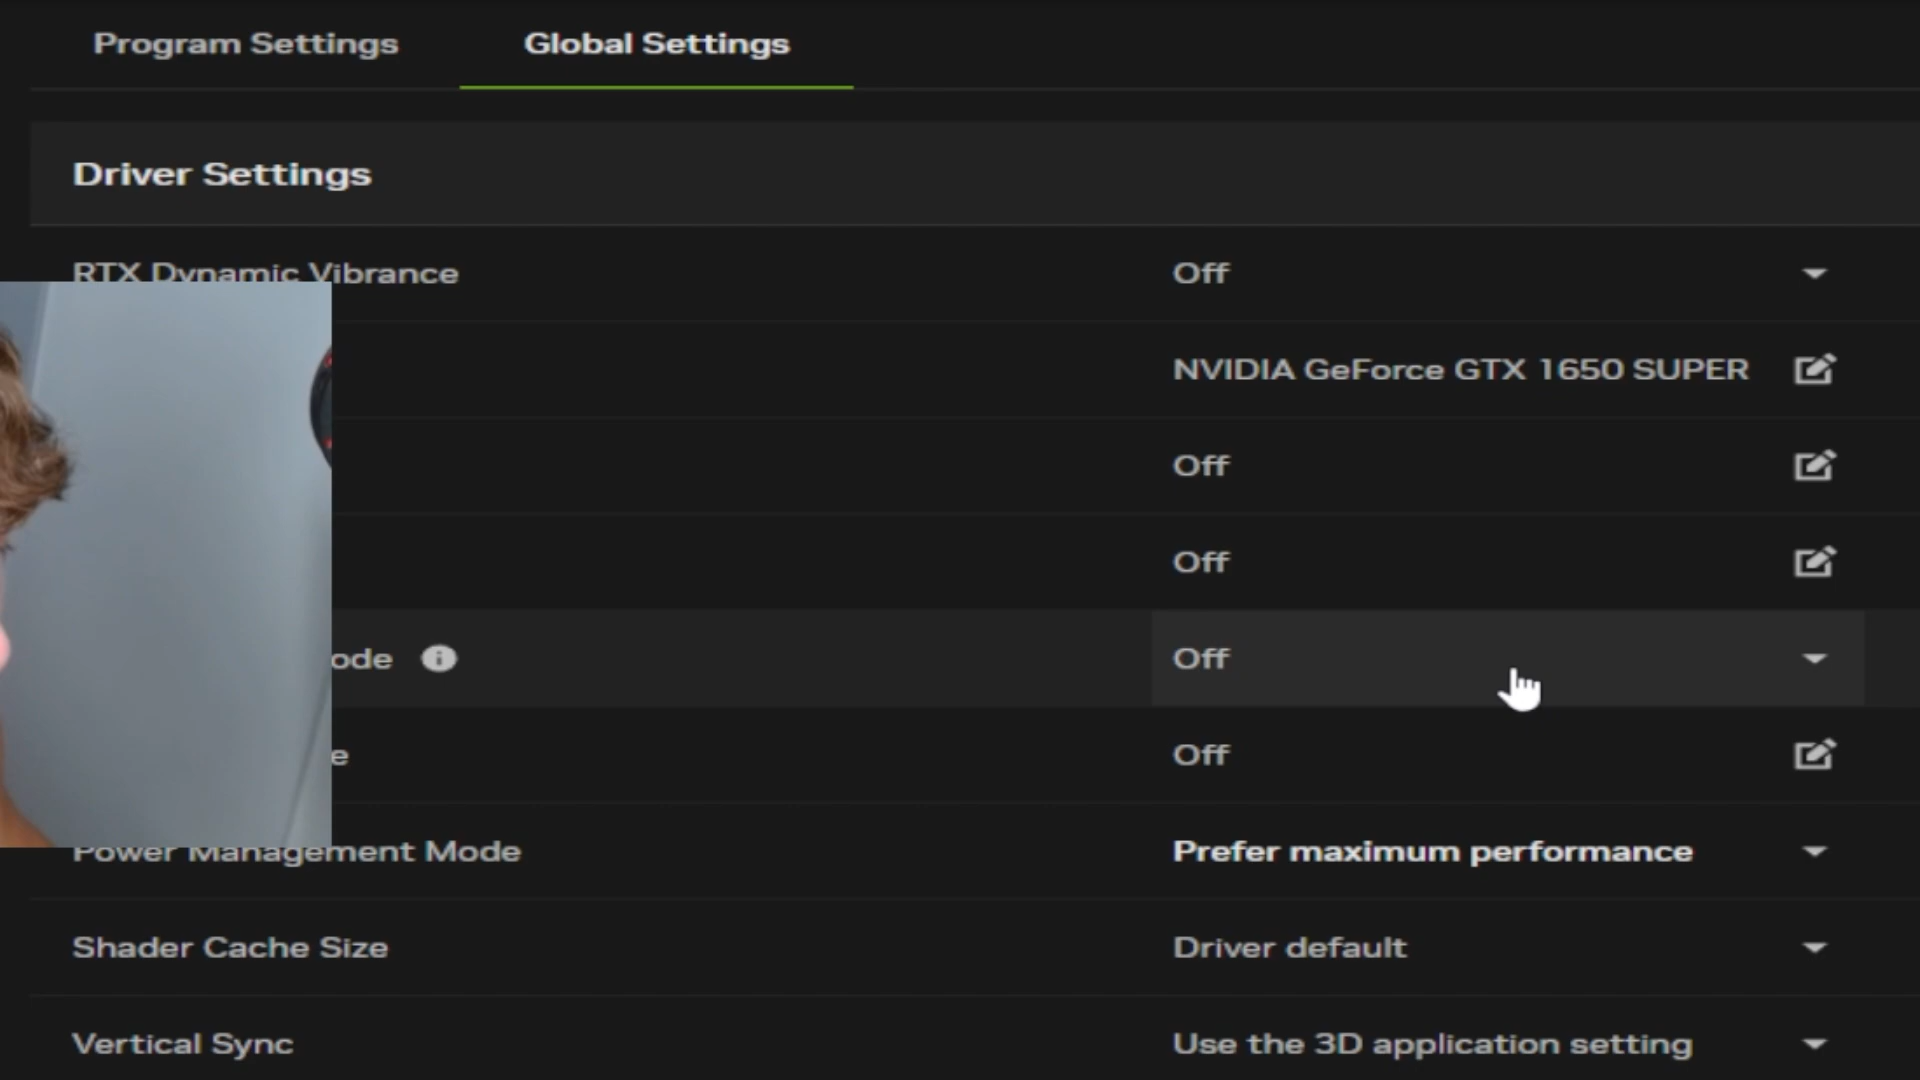 Program Settings Global Settings
Driver Settings
RTX Dynamic Vibrance Off
NVIDIA GeForce GTX 1650 SUPER
Off
Off
ode Off
e Off
Power Management Mode Prefer maximum performance
Shader Cache Size Driver default
Vertical Sync Use the 3D application setting